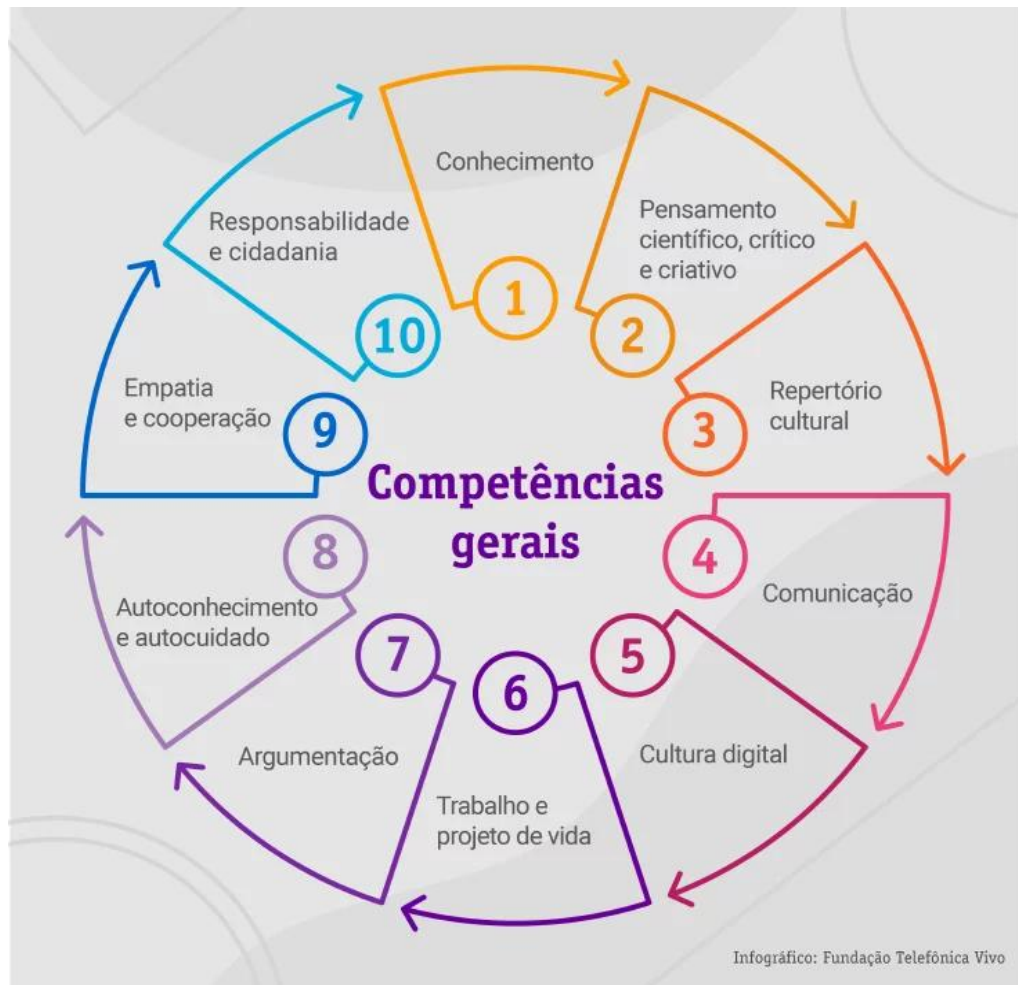 Competências
gerais
1
Conhecimento
2
Pensamento
científico, crítico
e criativo
3
Repertório
cultural
4
Comunicação
5
Cultura digital
6
Trabalho e
projeto de vida
7
Argumentação
8
Autoconhecimento
e autocuidado
9
Empatia
e cooperação
10
Responsabilidade
e cidadania
Infográfico: Fundação Telefônica Vivo